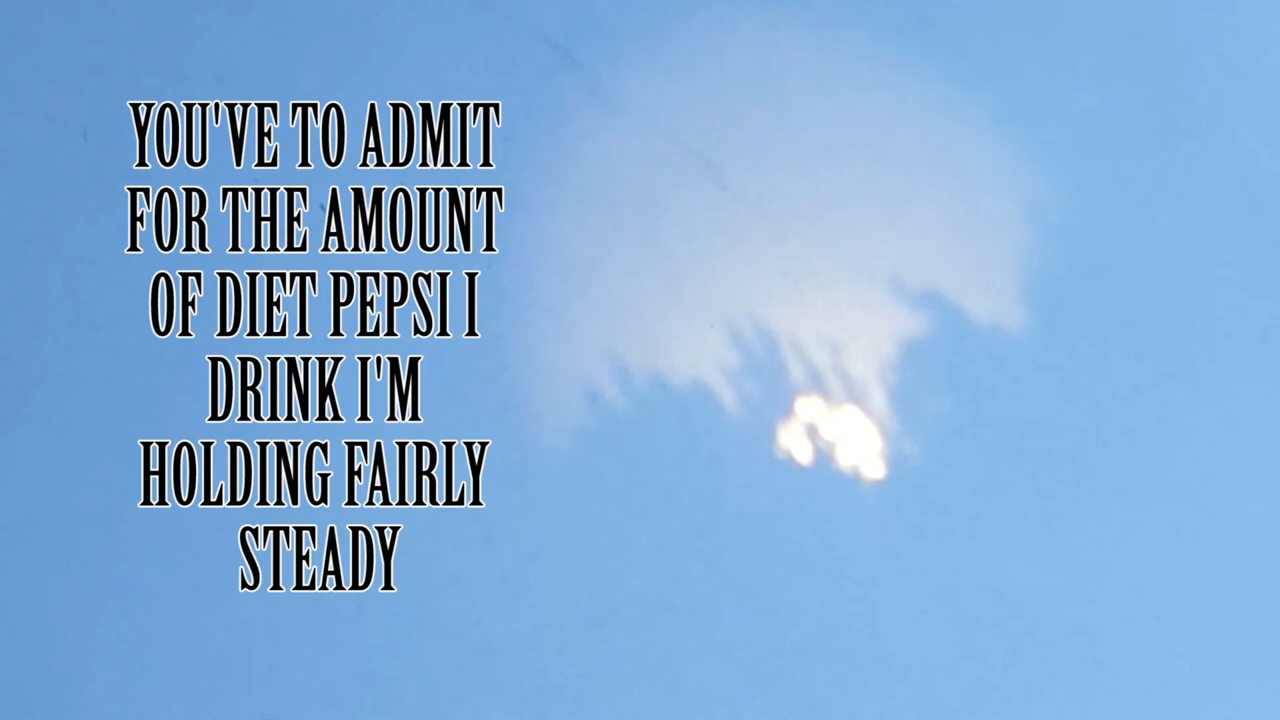 YOU'VE TO ADMIT
FOR THE AMOUNT
OF DIET PEPSI I
DRINK I'M
HOLDING FAIRLY
STEADY